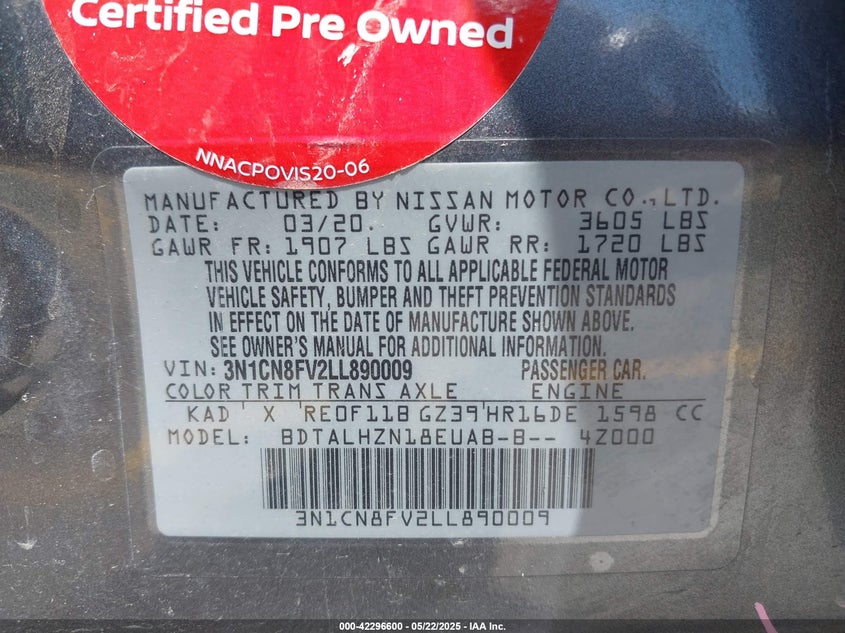 Certified Pre Owned
NNACPOVIS20-06
MANUFACTURED BY NISSAN MOTOR CO., LTD.
DATE: 03/20. GVWR: 3605 LBS
GAWR FR: 1907 LBS GAWR RR: 1720 LBS
THIS VEHICLE CONFORMS TO ALL APPLICABLE FEDERAL MOTOR
VEHICLE SAFETY, BUMPER AND THEFT PREVENTION STANDARDS
IN EFFECT ON THE DATE OF MANUFACTURE SHOWN ABOVE.
SEE OWNER'S MANUAL FOR ADDITIONAL INFORMATION.
VIN: 3N1CN8FV2LL890009 PASSENGER CAR.
COLOR TRIM TRANS AXLE ENGINE
KAD X RE0F11B GZ39 HR16DE 1598 CC
MODEL: BDTALHZN18EUAB-B-- 4Z000
3N1CN8FV2LL890009
000-42296600 - 05/22/2025 - IAA Inc.